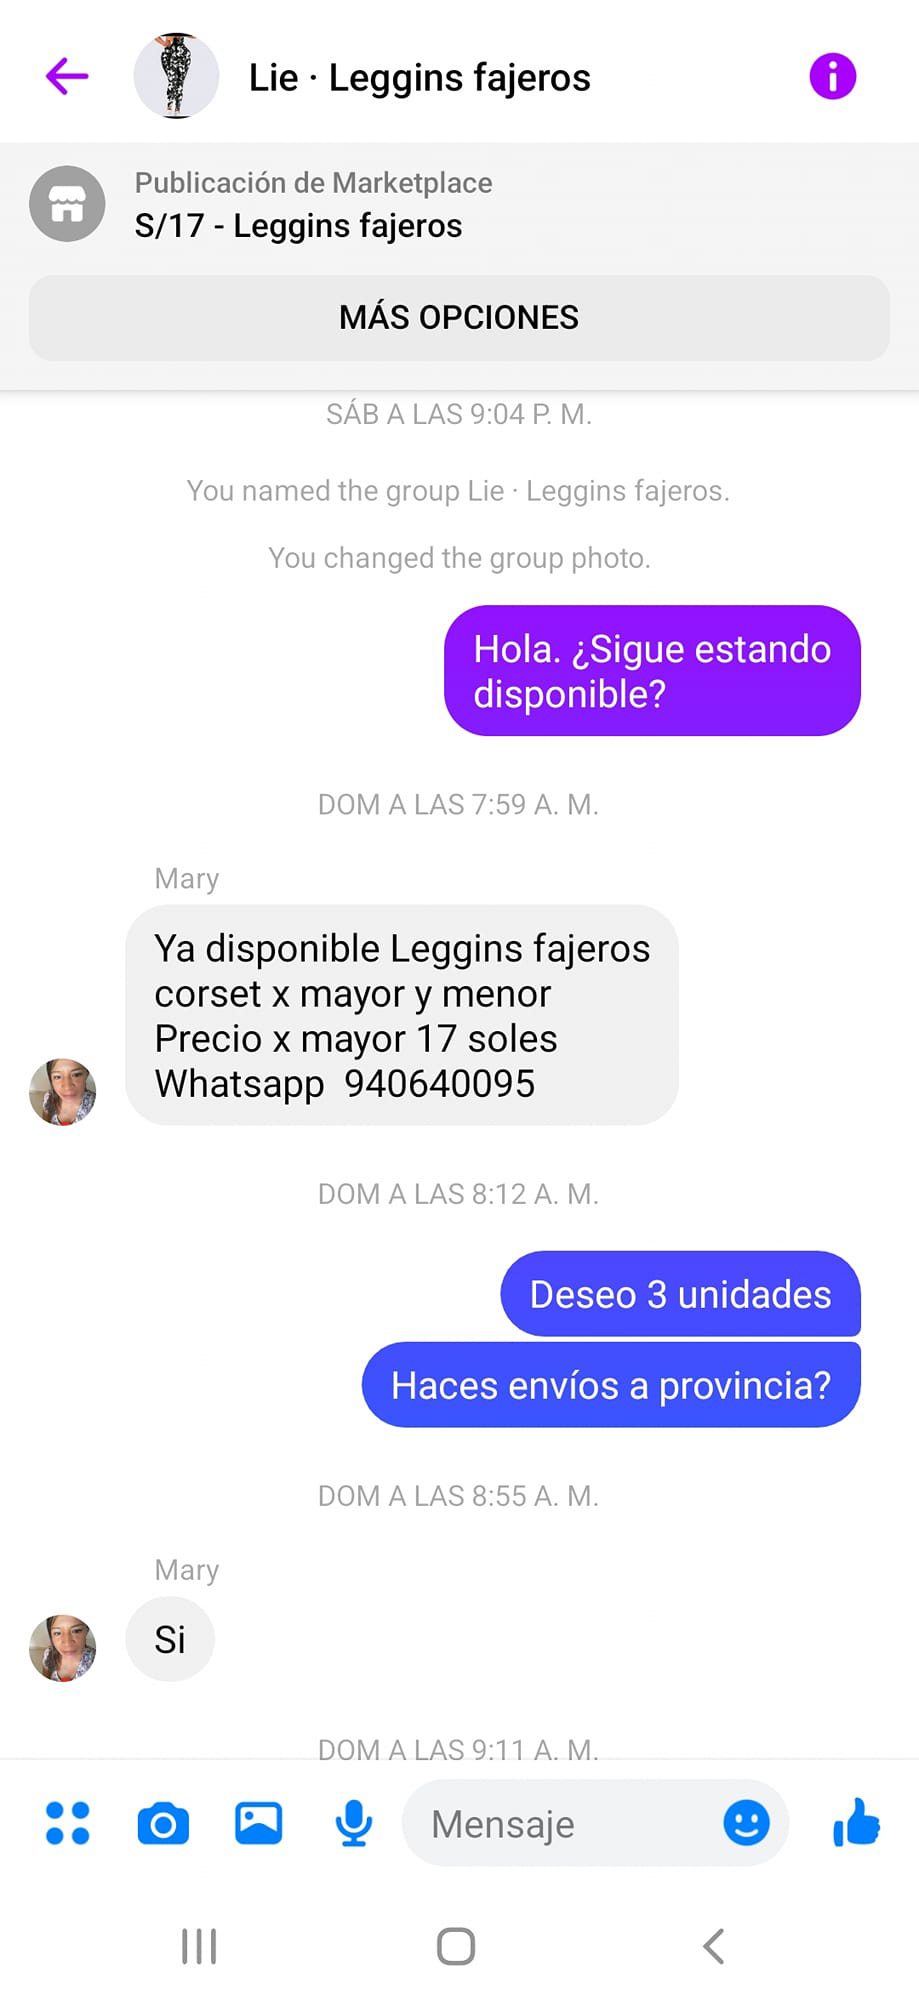 Lie · Leggins fajeros
Publicación de Marketplace
S/17 - Leggins fajeros
MÁS OPCIONES
SÁB A LAS 9:04 P. M.
You named the group Lie · Leggins fajeros.
You changed the group photo.
Hola. ¿Sigue estando
disponible?
DOM A LAS 7:59 A. M.
Mary
Ya disponible Leggins fajeros
corset x mayor y menor
Precio x mayor 17 soles
Whatsapp  940640095
DOM A LAS 8:12 A. M.
Deseo 3 unidades
Haces envíos a provincia?
DOM A LAS 8:55 A. M.
Mary
Si
DOM A LAS 9:11 A. M.
Mensaje